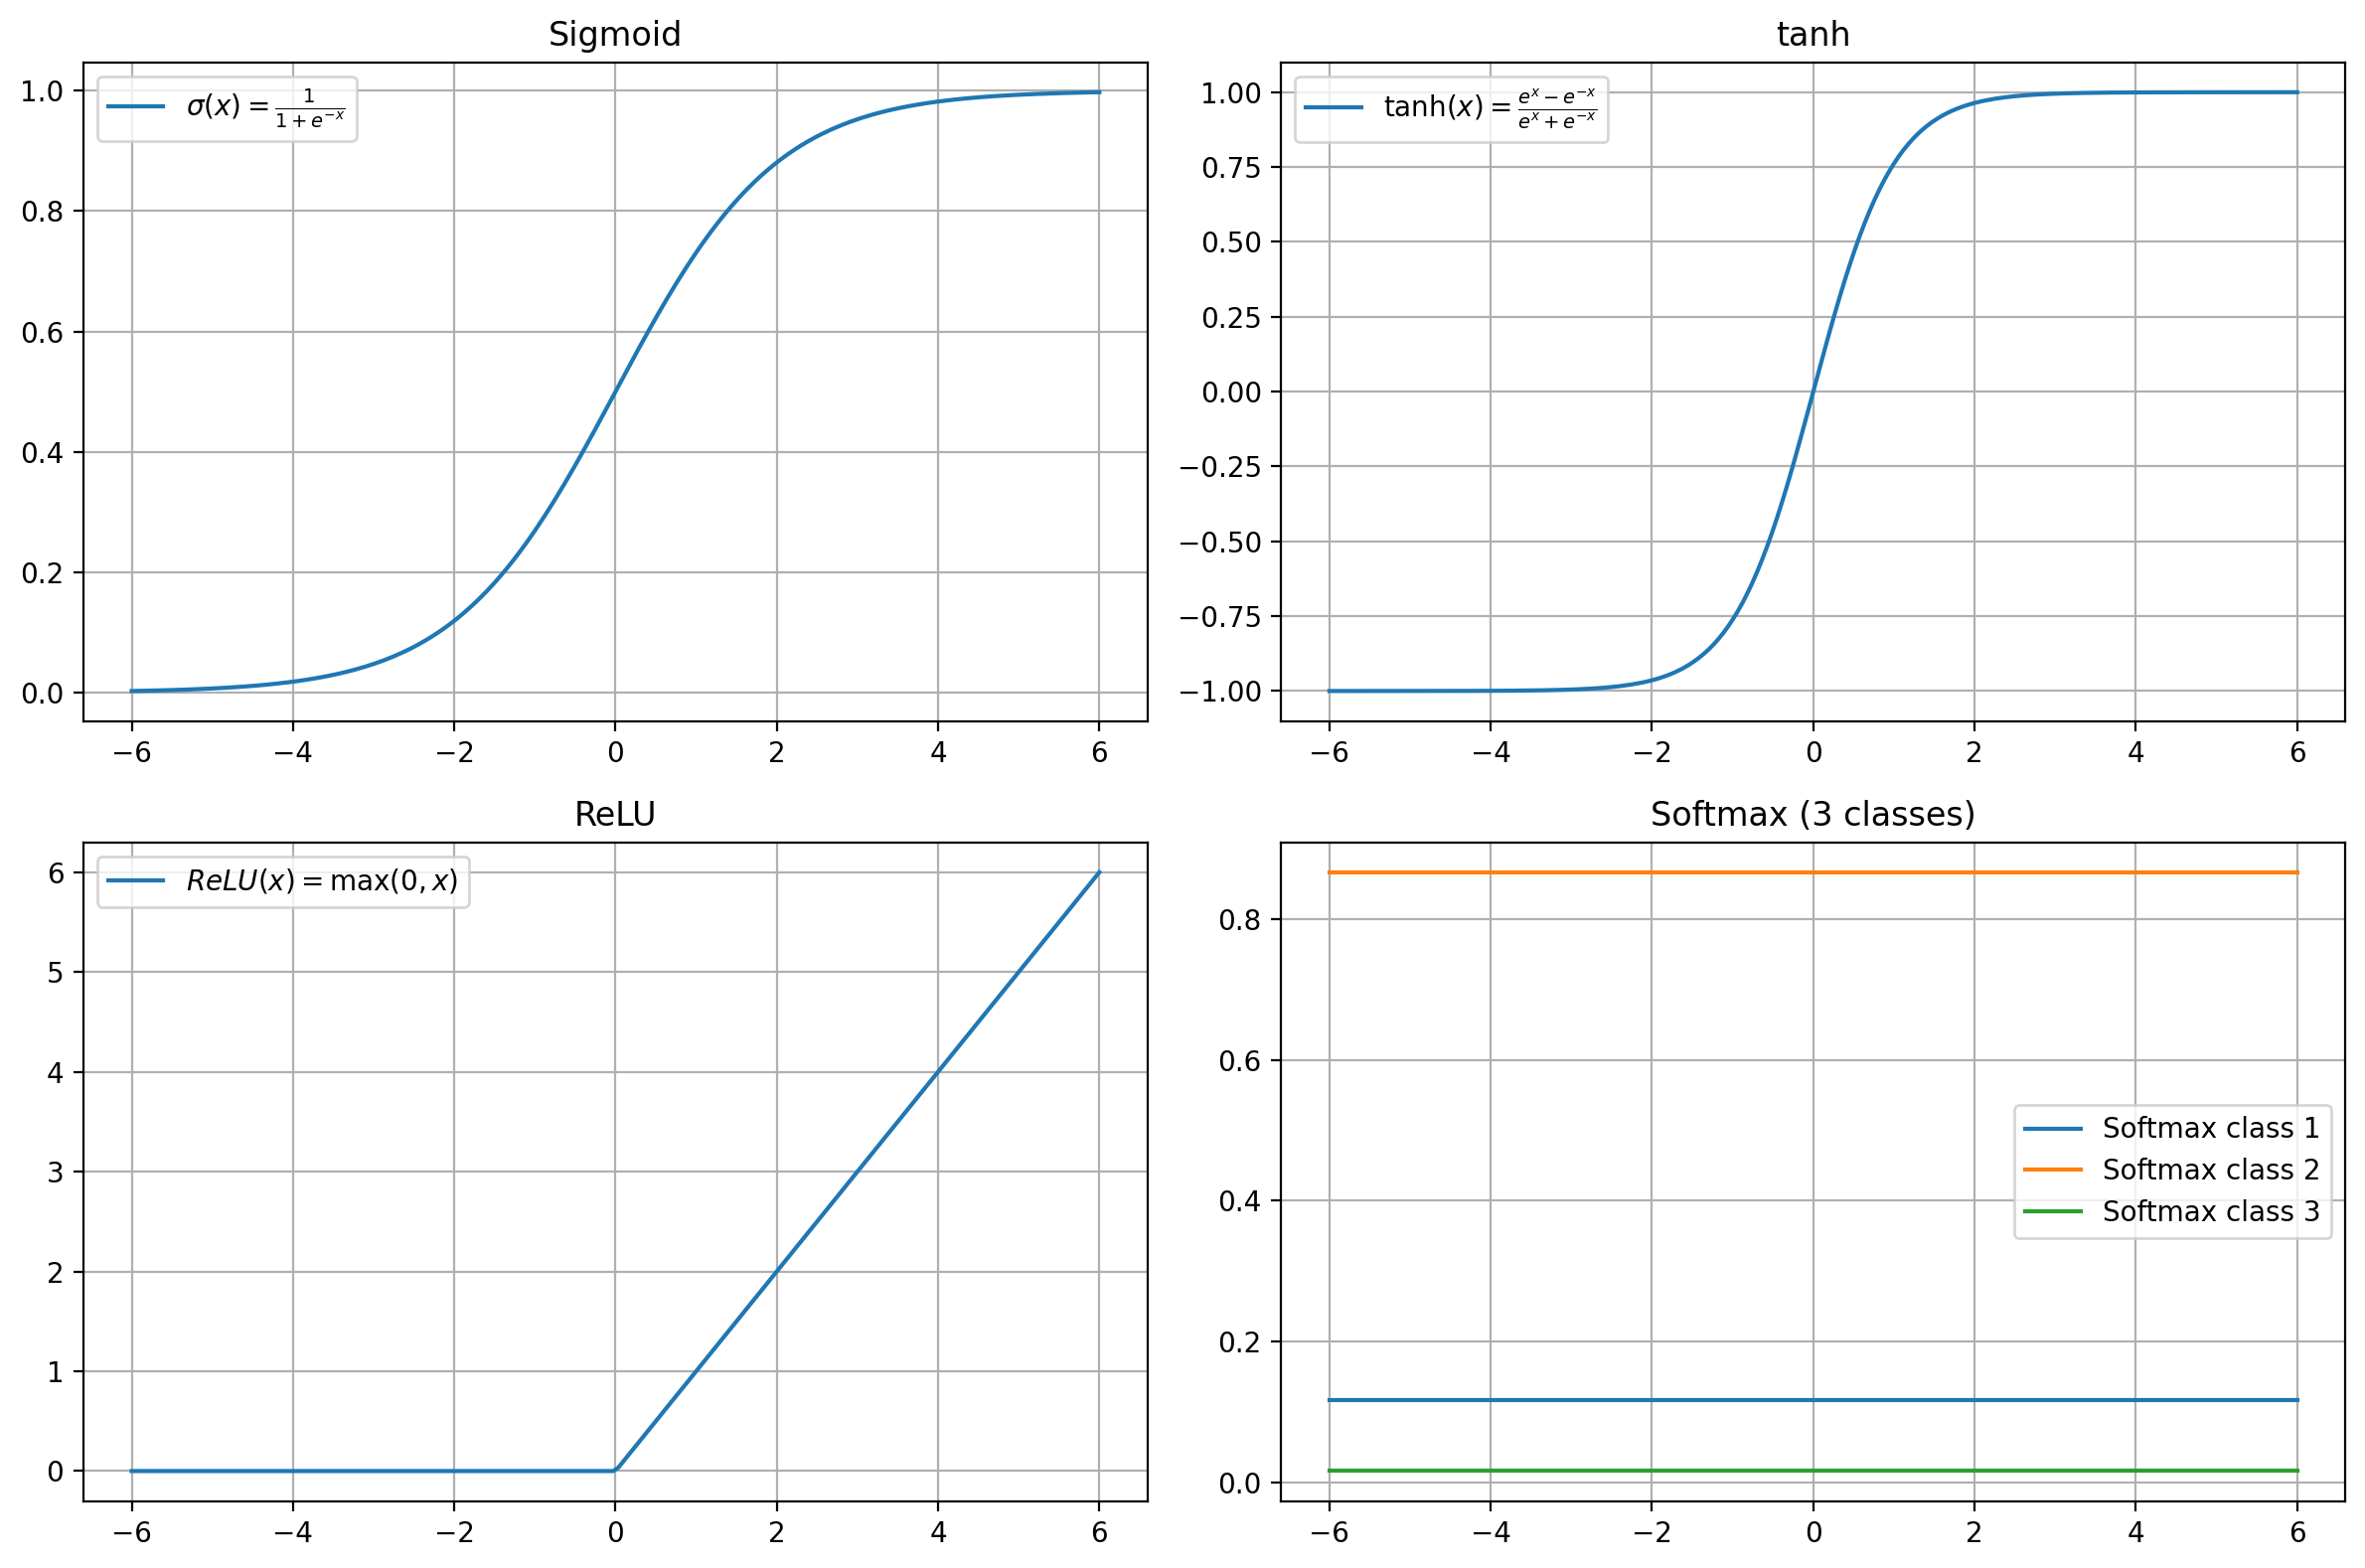 Sigmoid
σ(x) = 1/(1 + e^{−x})
1.0
0.8
0.6
0.4
0.2
0.0
−6 −4 −2 0 2 4 6
tanh
tanh(x) = (e^x − e^{−x})/(e^x + e^{−x})
1.00
0.75
0.50
0.25
0.00
−0.25
−0.50
−0.75
−1.00
−6 −4 −2 0 2 4 6
ReLU
ReLU(x) = max(0, x)
6
5
4
3
2
1
0
−6 −4 −2 0 2 4 6
Softmax (3 classes)
0.8
0.6
0.4
0.2
0.0
Softmax class 1
Softmax class 2
Softmax class 3
−6 −4 −2 0 2 4 6